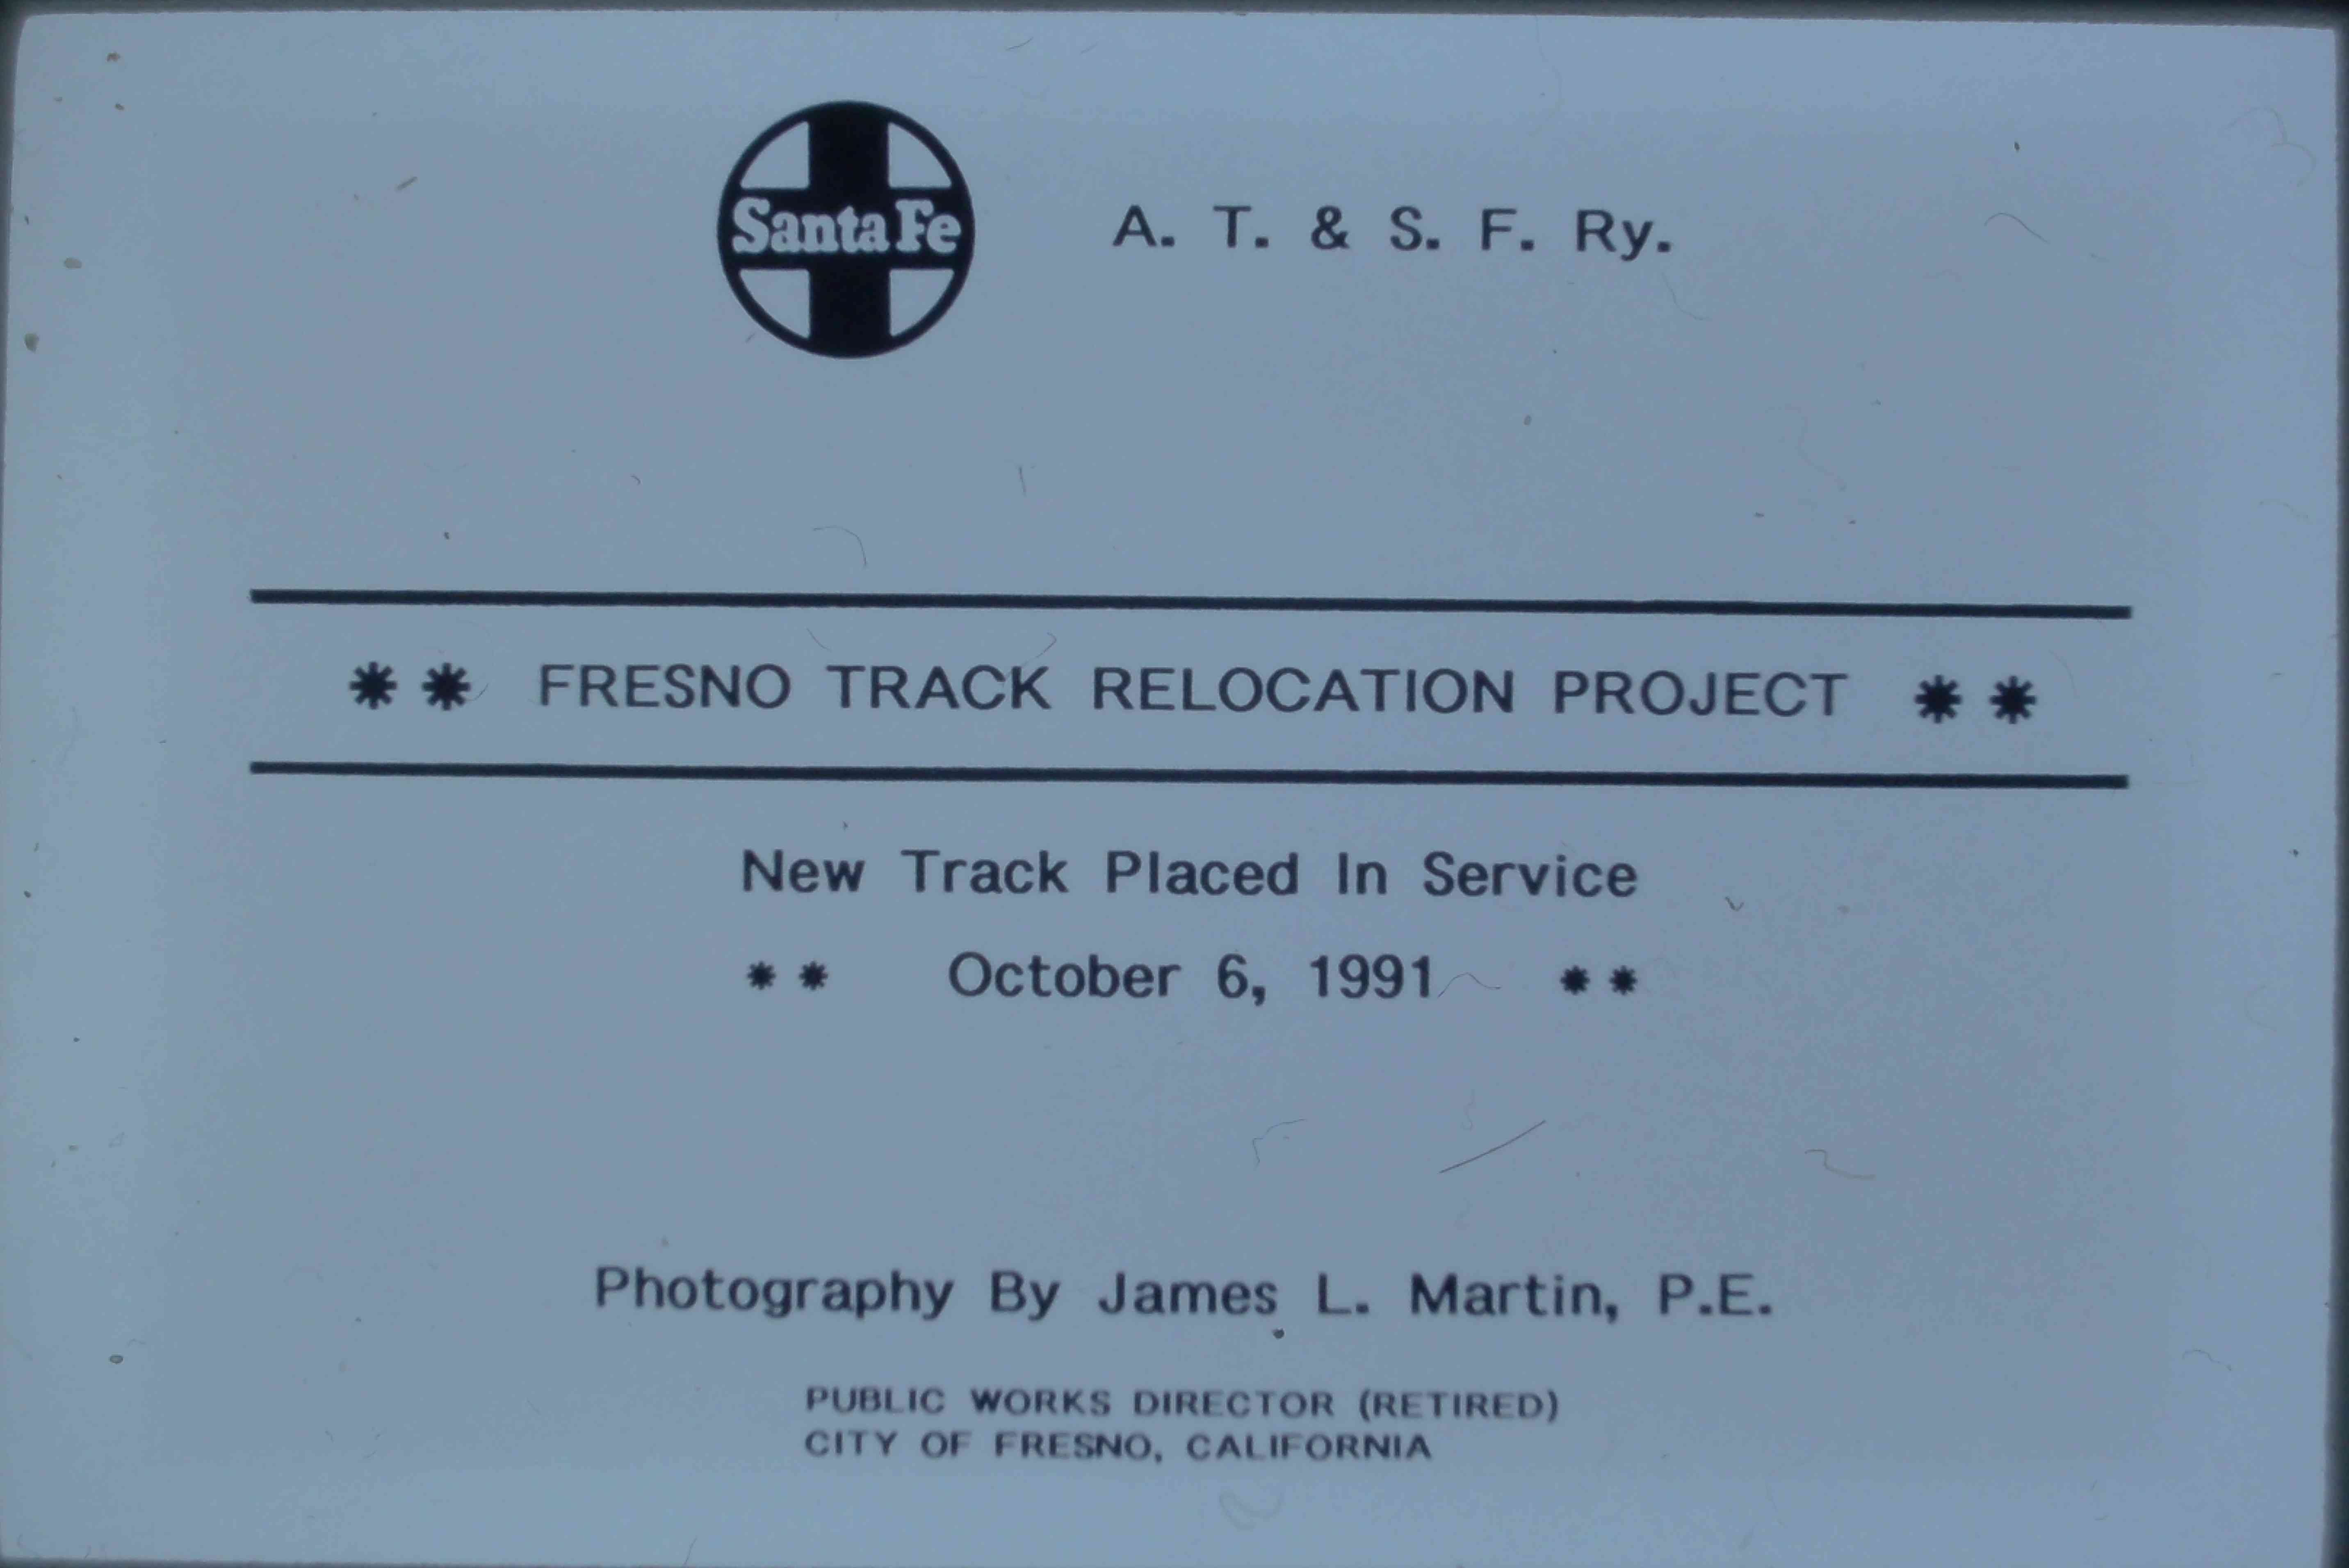 Santa Fe
A. T. & S. F. Ry.
** FRESNO TRACK RELOCATION PROJECT **
New Track Placed In Service
** October 6, 1991 **
Photography By James L. Martin, P.E.
PUBLIC WORKS DIRECTOR (RETIRED)
CITY OF FRESNO, CALIFORNIA